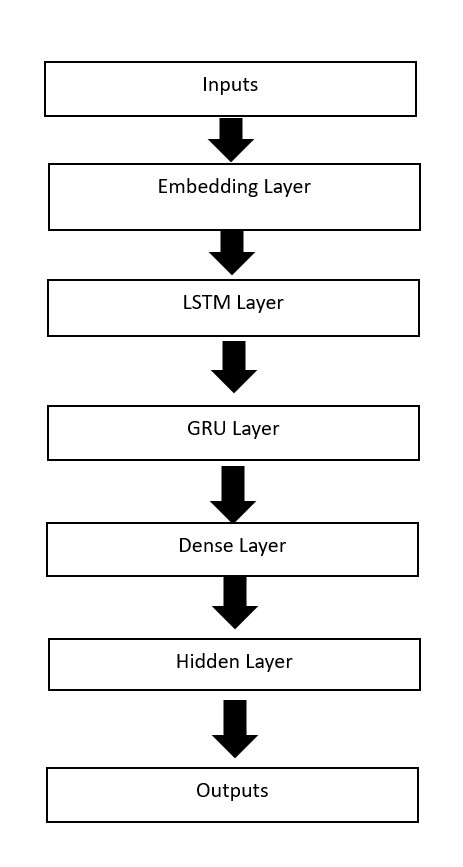 Inputs
Embedding Layer
LSTM Layer
GRU Layer
Dense Layer
Hidden Layer
Outputs